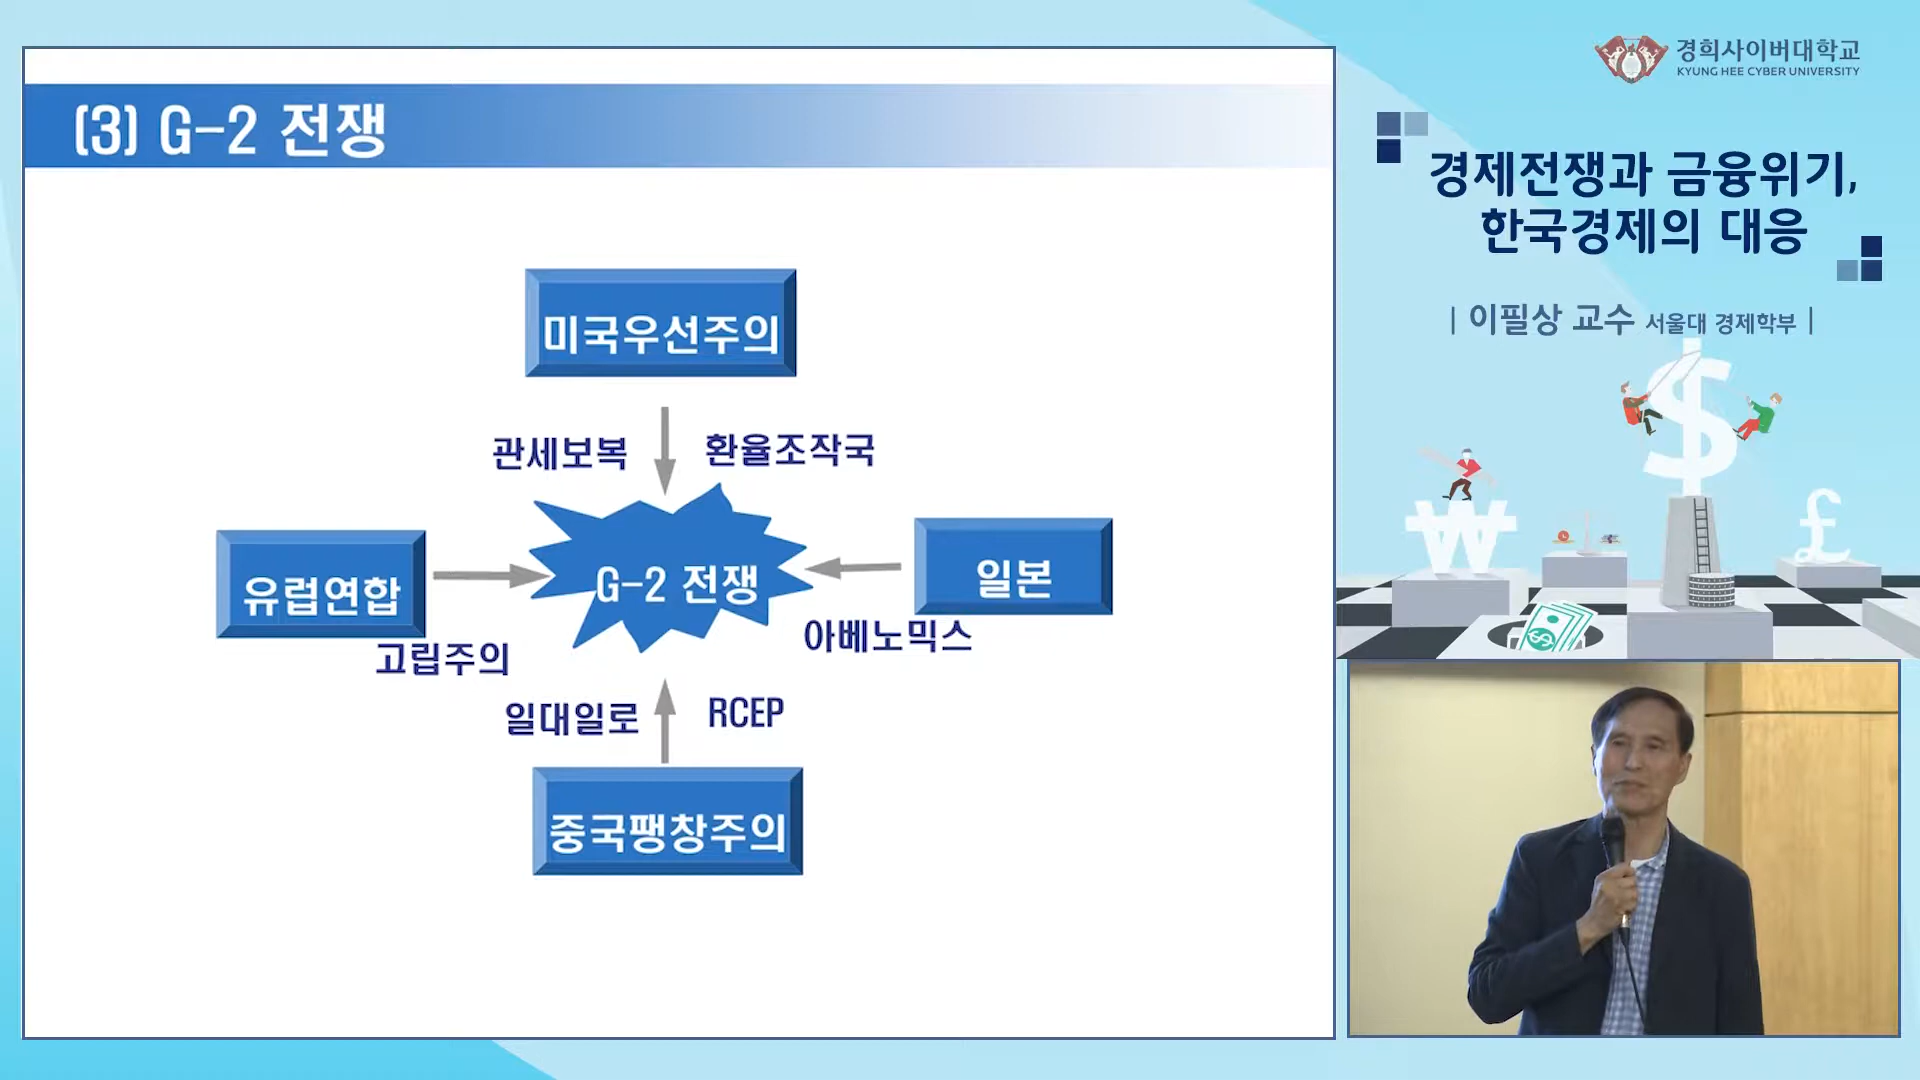 (3) G-2 전쟁
미국우선주의
관세보복
환율조작국
유럽연합
G-2 전쟁
일본
고립주의
아베노믹스
일대일로
RCEP
중국팽창주의
경희사이버대학교
KYUNG HEE CYBER UNIVERSITY
경제전쟁과 금융위기,
한국경제의 대응
| 이필상 교수 서울대 경제학부 |